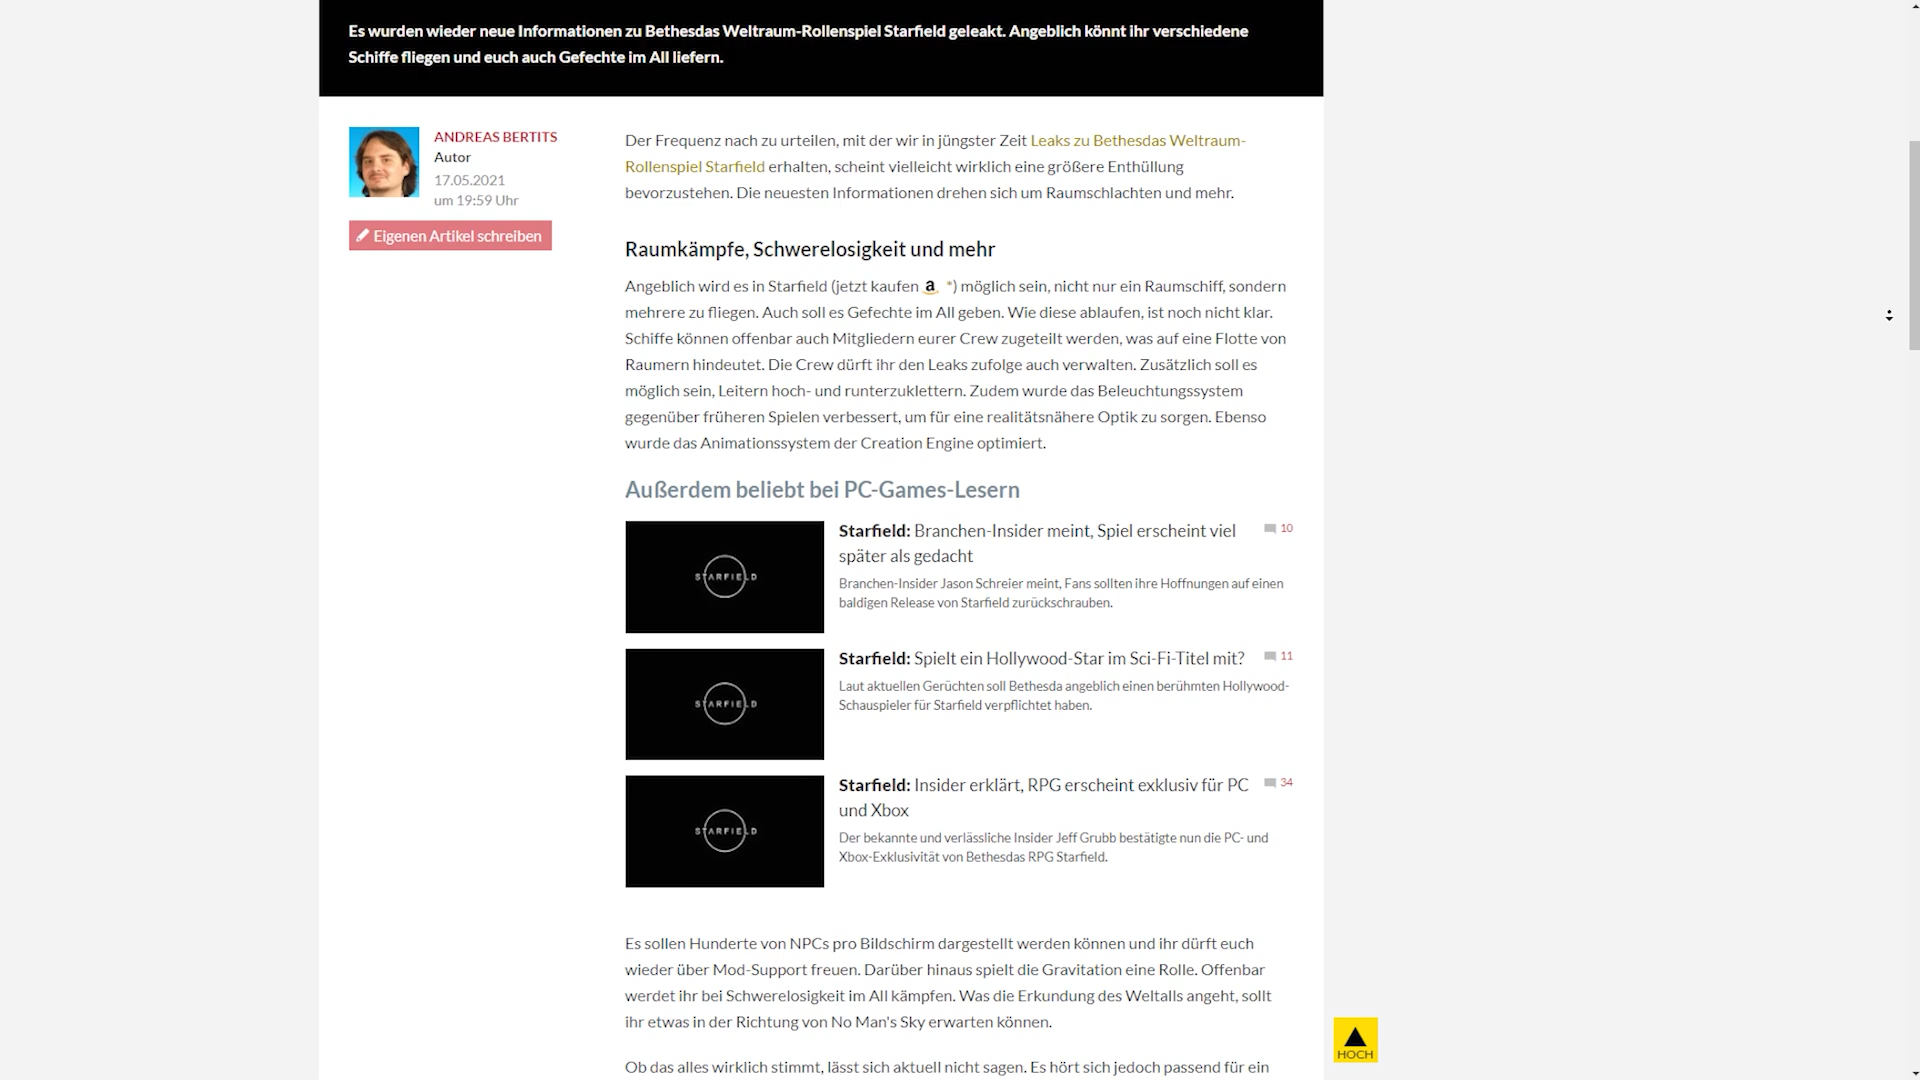 Es wurden wieder neue Informationen zu Bethesdas Weltraum-Rollenspiel Starfield geleakt. Angeblich könnt ihr verschiedene
Schiffe fliegen und euch auch Gefechte im All liefern.
ANDREAS BERTITS
Autor
17.05.2021
um 19:59 Uhr
Eigenen Artikel schreiben
Der Frequenz nach zu urteilen, mit der wir in jüngster Zeit Leaks zu Bethesdas Weltraum-
Rollenspiel Starfield erhalten, scheint vielleicht wirklich eine größere Enthüllung
bevorzustehen. Die neuesten Informationen drehen sich um Raumschlachten und mehr.
Raumkämpfe, Schwerelosigkeit und mehr
Angeblich wird es in Starfield (jetzt kaufen a *) möglich sein, nicht nur ein Raumschiff, sondern
mehrere zu fliegen. Auch soll es Gefechte im All geben. Wie diese ablaufen, ist noch nicht klar.
Schiffe können offenbar auch Mitgliedern eurer Crew zugeteilt werden, was auf eine Flotte von
Raumern hindeutet. Die Crew dürft ihr den Leaks zufolge auch verwalten. Zusätzlich soll es
möglich sein, Leitern hoch- und runterzuklettern. Zudem wurde das Beleuchtungssystem
gegenüber früheren Spielen verbessert, um für eine realitätsnähere Optik zu sorgen. Ebenso
wurde das Animationssystem der Creation Engine optimiert.
Außerdem beliebt bei PC-Games-Lesern
STARFIELD
Starfield: Branchen-Insider meint, Spiel erscheint viel
später als gedacht
10
Branchen-Insider Jason Schreier meint, Fans sollten ihre Hoffnungen auf einen
baldigen Release von Starfield zurückschrauben.
STARFIELD
Starfield: Spielt ein Hollywood-Star im Sci-Fi-Titel mit?
11
Laut aktuellen Gerüchten soll Bethesda angeblich einen berühmten Hollywood-
Schauspieler für Starfield verpflichtet haben.
STARFIELD
Starfield: Insider erklärt, RPG erscheint exklusiv für PC
und Xbox
34
Der bekannte und verlässliche Insider Jeff Grubb bestätigte nun die PC- und
Xbox-Exklusivität von Bethesdas RPG Starfield.
Es sollen Hunderte von NPCs pro Bildschirm dargestellt werden können und ihr dürft euch
wieder über Mod-Support freuen. Darüber hinaus spielt die Gravitation eine Rolle. Offenbar
werdet ihr bei Schwerelosigkeit im All kämpfen. Was die Erkundung des Weltalls angeht, sollt
ihr etwas in der Richtung von No Man's Sky erwarten können.
Ob das alles wirklich stimmt, lässt sich aktuell nicht sagen. Es hört sich jedoch passend für ein
HOCH